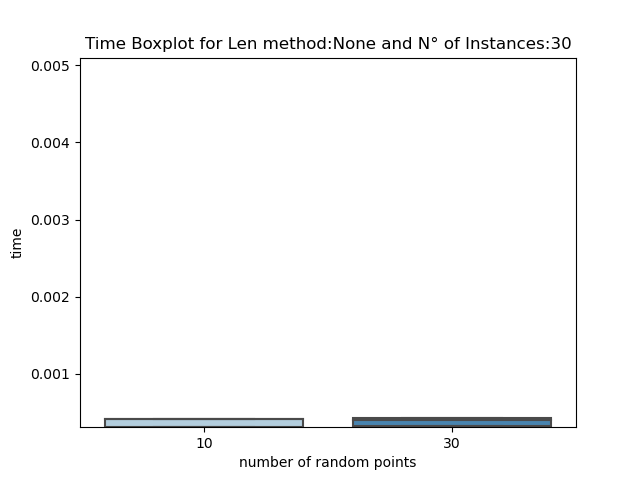 Time Boxplot for Len method:None and N° of Instances:30
0.005
0.004
0.003
0.002
0.001
time
10 30
number of random points